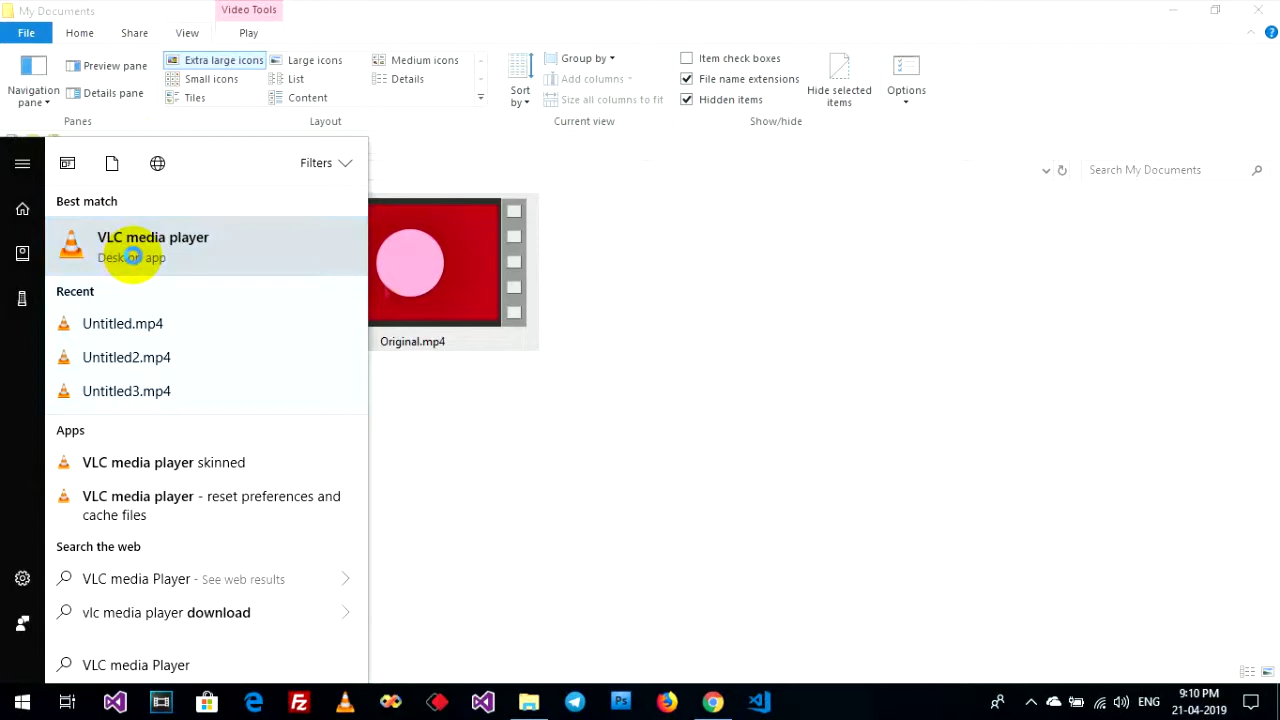 My Documents
Video Tools
File
Home
Share
View
Play
Navigation pane
Preview pane
Details pane
Panes
Extra large icons
Large icons
Medium icons
Small icons
List
Details
Tiles
Content
Layout
Sort by
Group by
Add columns
Size all columns to fit
Current view
Item check boxes
File name extensions
Hidden items
Hide selected items
Show/hide
Options
Search My Documents
Filters
Best match
VLC media player
Desktop app
Recent
Untitled.mp4
Untitled2.mp4
Untitled3.mp4
Apps
VLC media player skinned
VLC media player - reset preferences and
cache files
Search the web
VLC media Player - See web results
vlc media player download
VLC media Player
Original.mp4
ENG
9:10 PM
21-04-2019